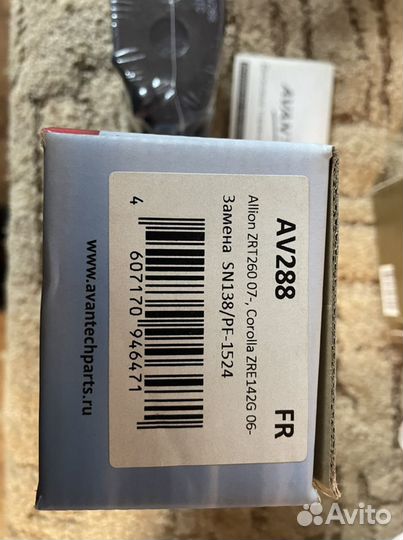 AV288 FR
Allion ZRT260 07-, Corolla ZRE142G 06-
Замена SN138/PF-1524
4 607170 946471
www.avantechparts.ru
AVANT
Avito